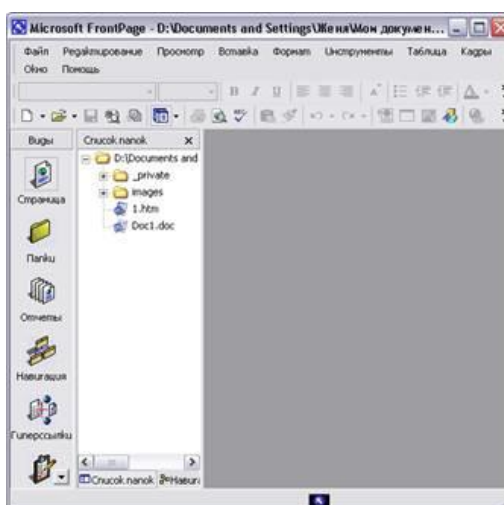 Microsoft FrontPage - D:\Documents and Settings\Женя\Мои докумен...
Файл Редактирование Просмотр Вставка Формат Инструменты Таблица Кадры
Окно Помощь
Виды
Список папок
D:\Documents and
_private
images
1.htm
Doc1.doc
Страница
Папки
Отчеты
Навигация
Гиперссылки
Список папок Навиг